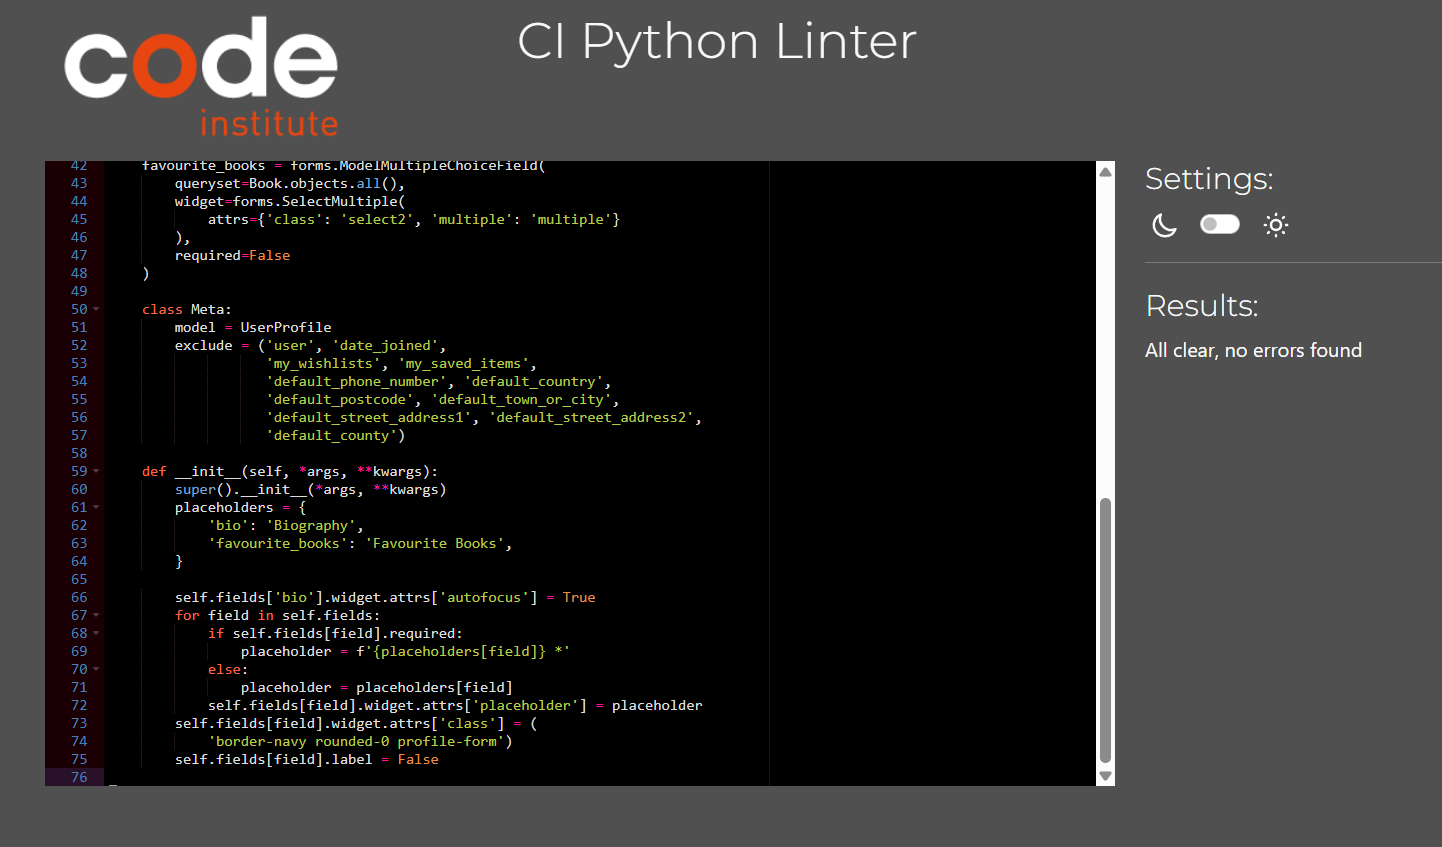 code
institute
CI Python Linter
42 favourite_books = forms.ModelMultipleChoiceField(
43 queryset=Book.objects.all(),
44 widget=forms.SelectMultiple(
45 attrs={'class': 'select2', 'multiple': 'multiple'}
46 ),
47 required=False
48 )
49
50 class Meta:
51 model = UserProfile
52 exclude = ('user', 'date_joined',
53 'my_wishlists', 'my_saved_items',
54 'default_phone_number', 'default_country',
55 'default_postcode', 'default_town_or_city',
56 'default_street_address1', 'default_street_address2',
57 'default_county')
58
59 def __init__(self, *args, **kwargs):
60 super().__init__(*args, **kwargs)
61 placeholders = {
62 'bio': 'Biography',
63 'favourite_books': 'Favourite Books',
64 }
65
66 self.fields['bio'].widget.attrs['autofocus'] = True
67 for field in self.fields:
68 if self.fields[field].required:
69 placeholder = f'{placeholders[field]} *'
70 else:
71 placeholder = placeholders[field]
72 self.fields[field].widget.attrs['placeholder'] = placeholder
73 self.fields[field].widget.attrs['class'] = (
74 'border-navy rounded-0 profile-form')
75 self.fields[field].label = False
76
Settings:
Results:
All clear, no errors found